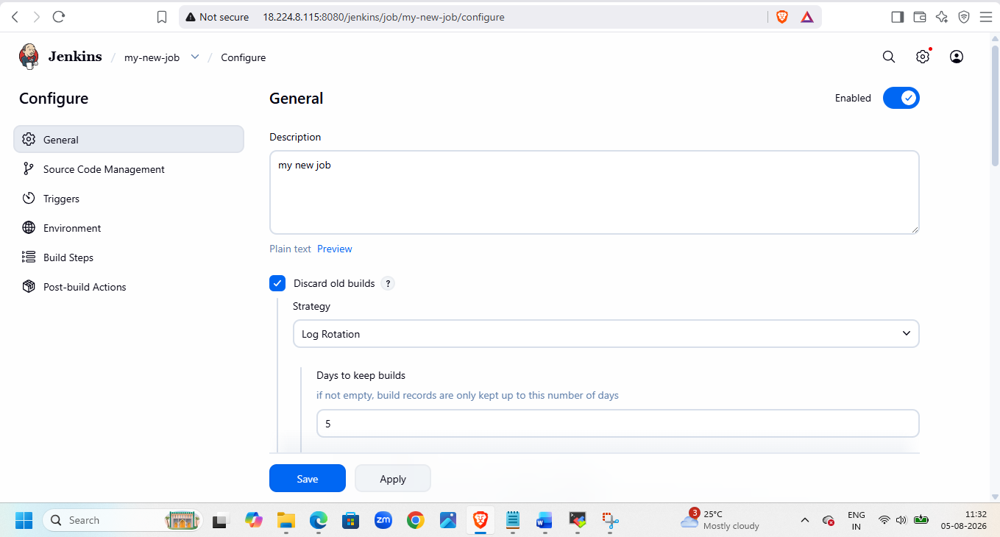 Not secure 18.224.8.115:8080/jenkins/job/my-new-job/configure
Jenkins / my-new-job / Configure
Configure
General
Source Code Management
Triggers
Environment
Build Steps
Post-build Actions
General
Enabled
Description
my new job
Plain text Preview
Discard old builds ?
Strategy
Log Rotation
Days to keep builds
if not empty, build records are only kept up to this number of days
5
Save Apply
Search
zm
3
25°C
Mostly cloudy
ENG
IN
11:32
05-08-2026